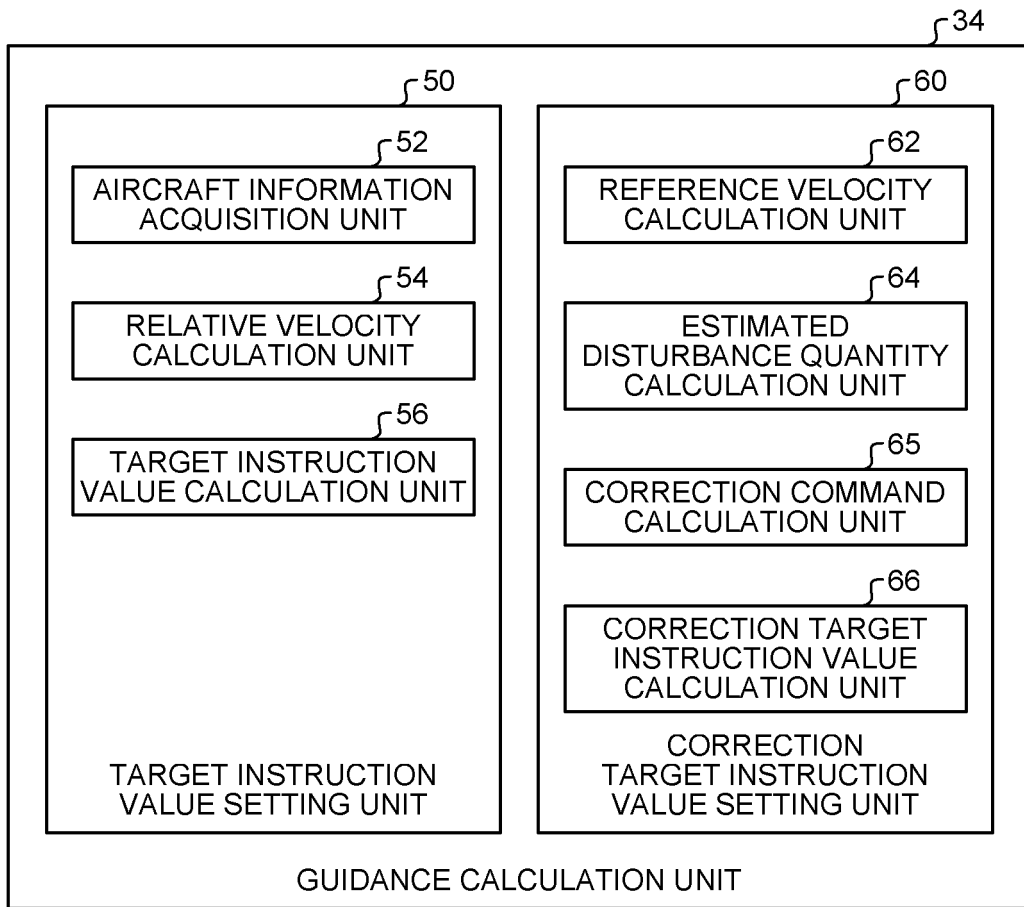 34
50
52
AIRCRAFT INFORMATION
ACQUISITION UNIT
54
RELATIVE VELOCITY
CALCULATION UNIT
56
TARGET INSTRUCTION
VALUE CALCULATION UNIT
TARGET INSTRUCTION
VALUE SETTING UNIT
60
62
REFERENCE VELOCITY
CALCULATION UNIT
64
ESTIMATED
DISTURBANCE QUANTITY
CALCULATION UNIT
65
CORRECTION COMMAND
CALCULATION UNIT
66
CORRECTION TARGET
INSTRUCTION VALUE
CALCULATION UNIT
CORRECTION
TARGET INSTRUCTION
VALUE SETTING UNIT
GUIDANCE CALCULATION UNIT